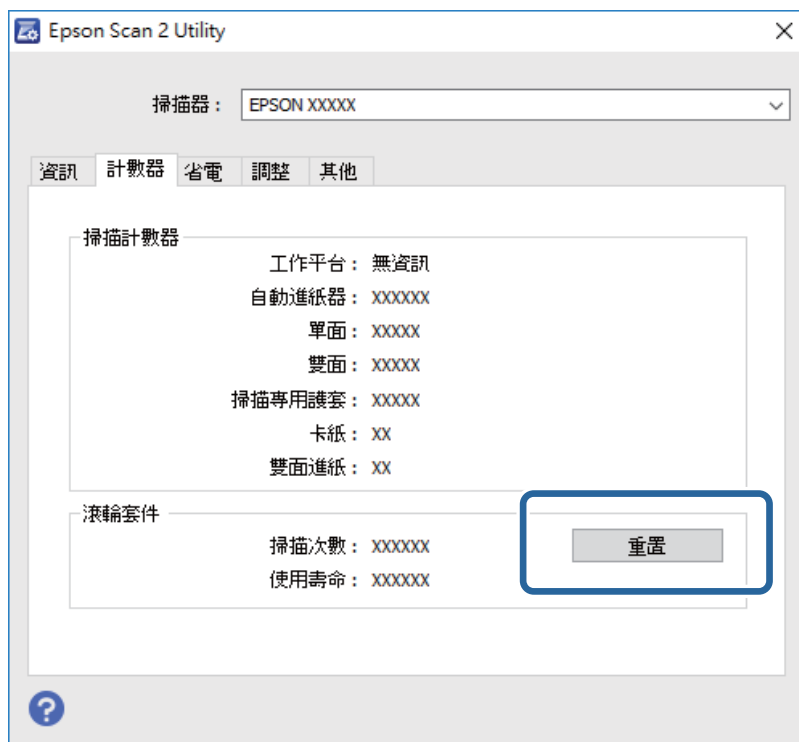 Epson Scan 2 Utility
掃描器： EPSON XXXXX
資訊 計數器 省電 調整 其他
掃描計數器
工作平台： 無資訊
自動進紙器： XXXXXX
單面： XXXXX
雙面： XXXXX
掃描專用護套： XXXXX
卡紙： XX
雙面進紙： XX
滾輪套件
掃描次數： XXXXXX 重置
使用壽命： XXXXXX
?